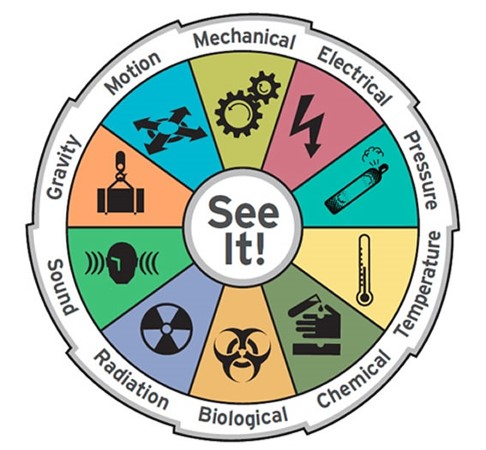 Mechanical
Electrical
Pressure
Temperature
Chemical
Biological
Radiation
Sound
Gravity
Motion
See
It!